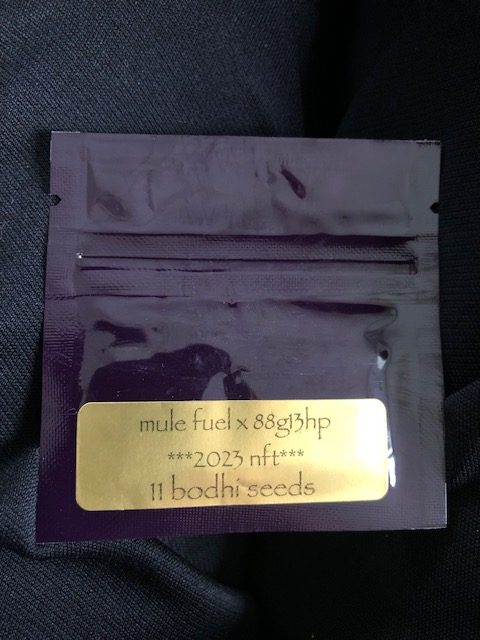 mule fuel x 88g13hp
***2023 nft***
11 bodhi seeds